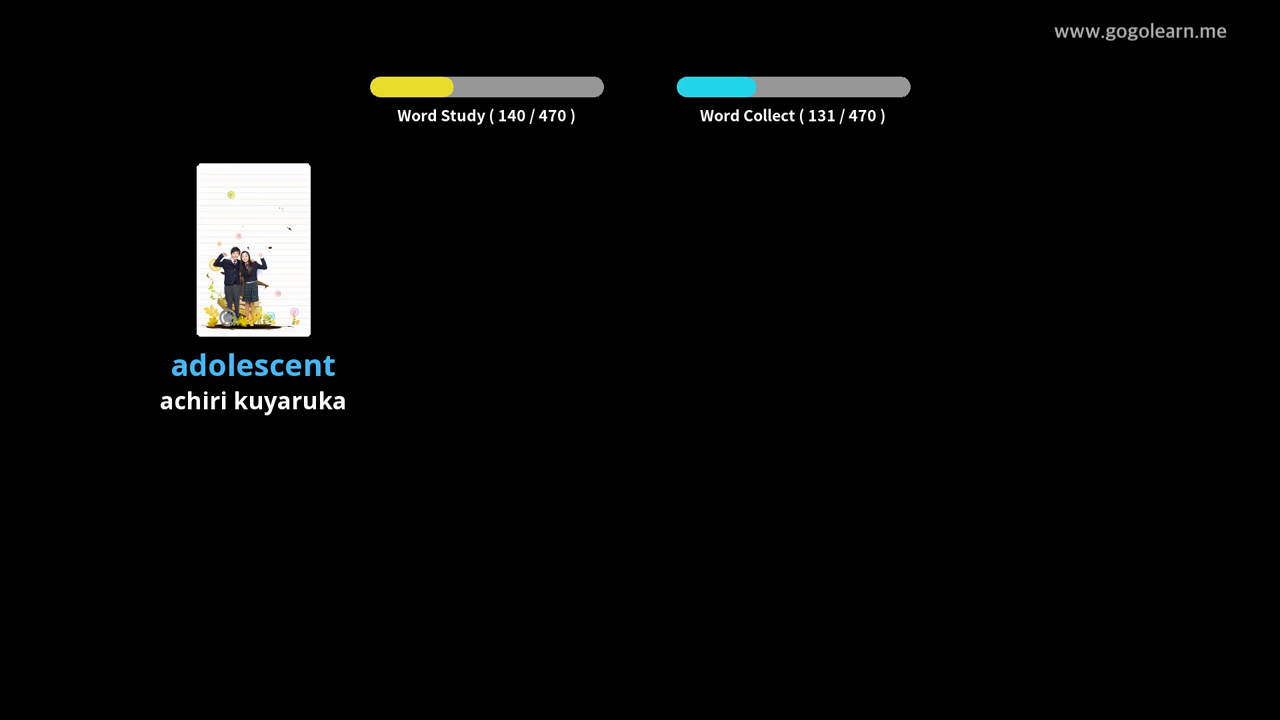 www.gogolearn.me
Word Study ( 140 / 470 )
Word Collect ( 131 / 470 )
adolescent
achiri kuyaruka